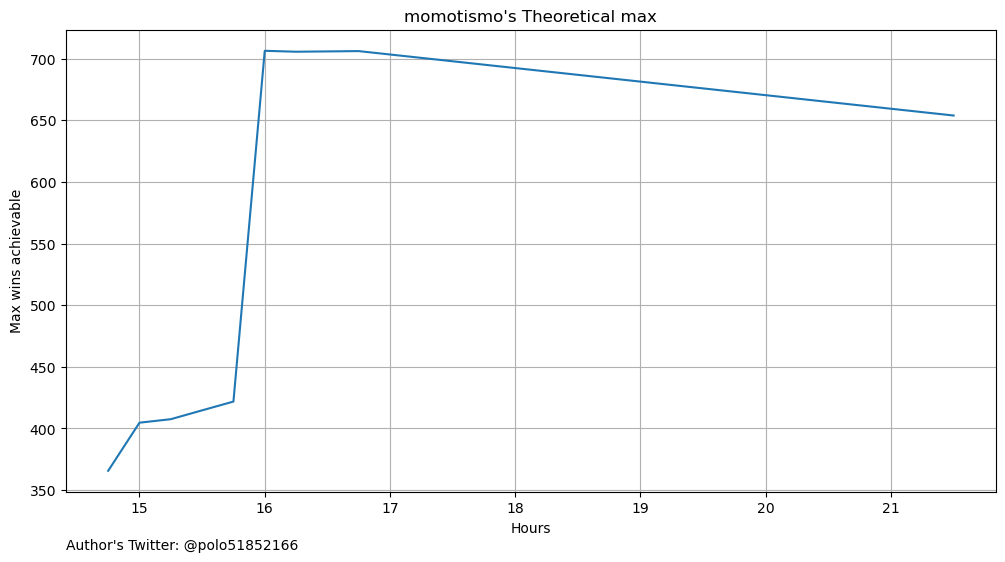 momotismo's Theoretical max
Max wins achievable
700
650
600
550
500
450
400
350
15 16 17 18 19 20 21
Hours
Author's Twitter: @polo51852166